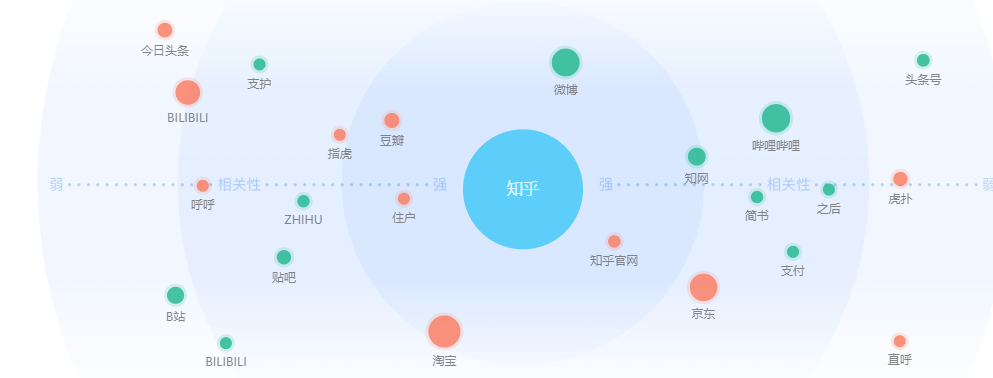 今日头条
支护
微博
头条号
BILIBILI
豆瓣
指虎
哔哩哔哩
知网
弱
相关性
强
知乎
强
相关性
弱
呼呼
ZHIHU
住户
简书
之后
虎扑
知乎官网
贴吧
支付
B站
京东
BILIBILI
淘宝
直呼